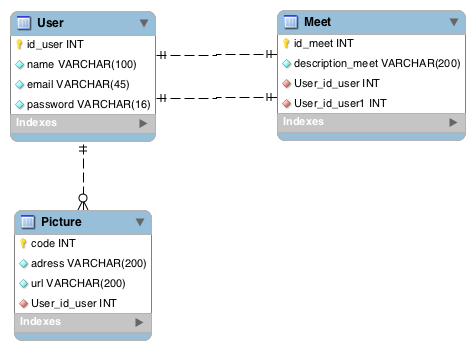 User
id_user INT
name VARCHAR(100)
email VARCHAR(45)
password VARCHAR(16)
Indexes
Meet
id_meet INT
description_meet VARCHAR(200)
User_id_user INT
User_id_user1 INT
Indexes
Picture
code INT
adress VARCHAR(200)
url VARCHAR(200)
User_id_user INT
Indexes